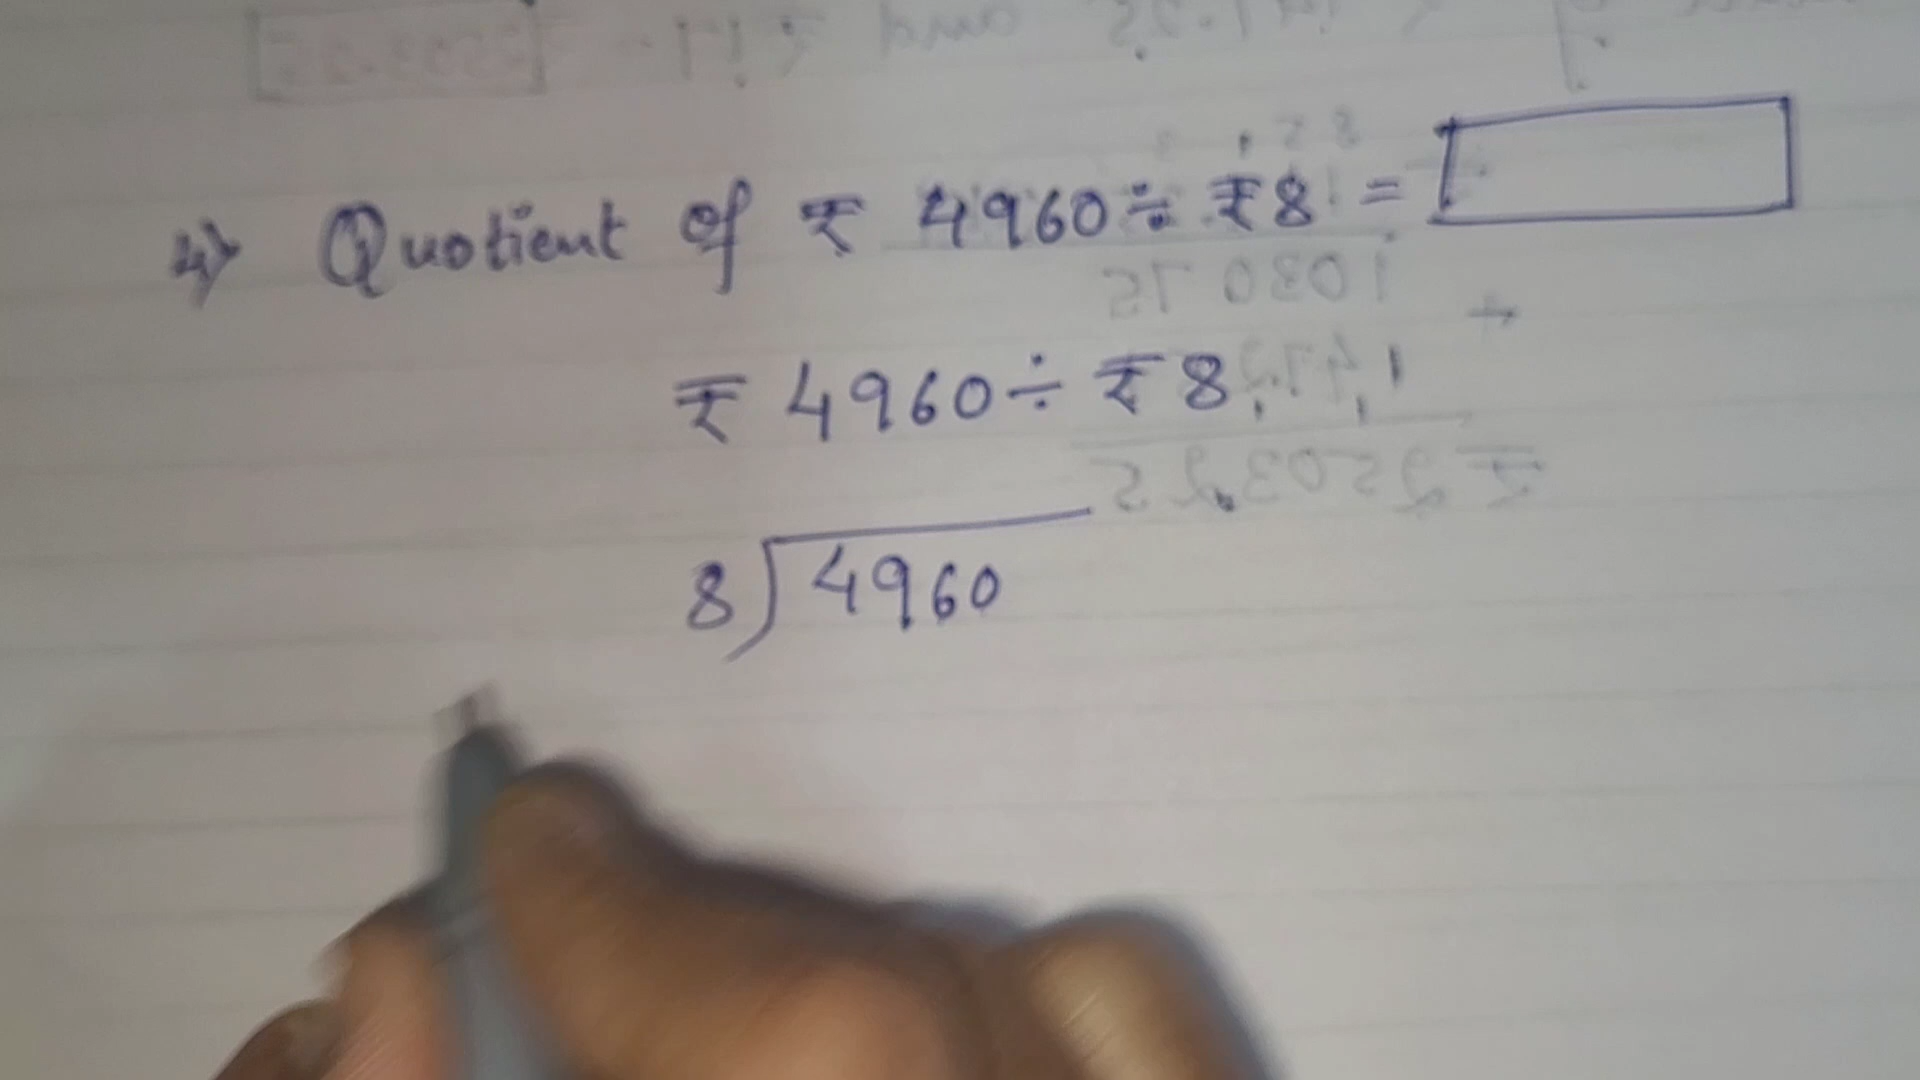 4) Quotient of ₹ 4960 ÷ ₹8 =
₹ 4960 ÷ ₹ 8
8)4960